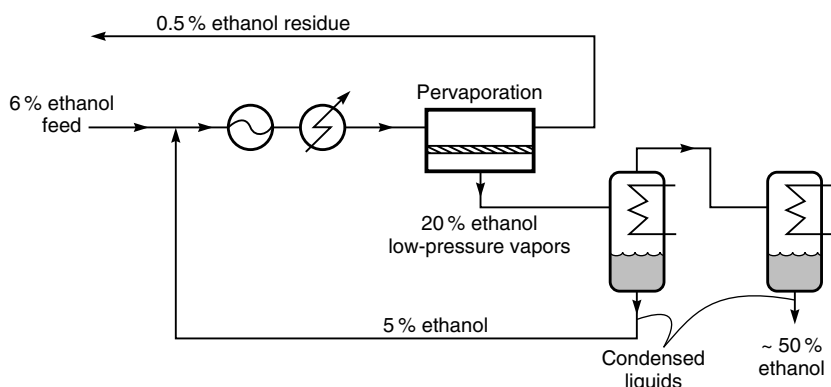 0.5 % ethanol residue
Pervaporation
6 % ethanol
feed
20 % ethanol
low-pressure vapors
5 % ethanol
Condensed
liquids
~ 50 %
ethanol